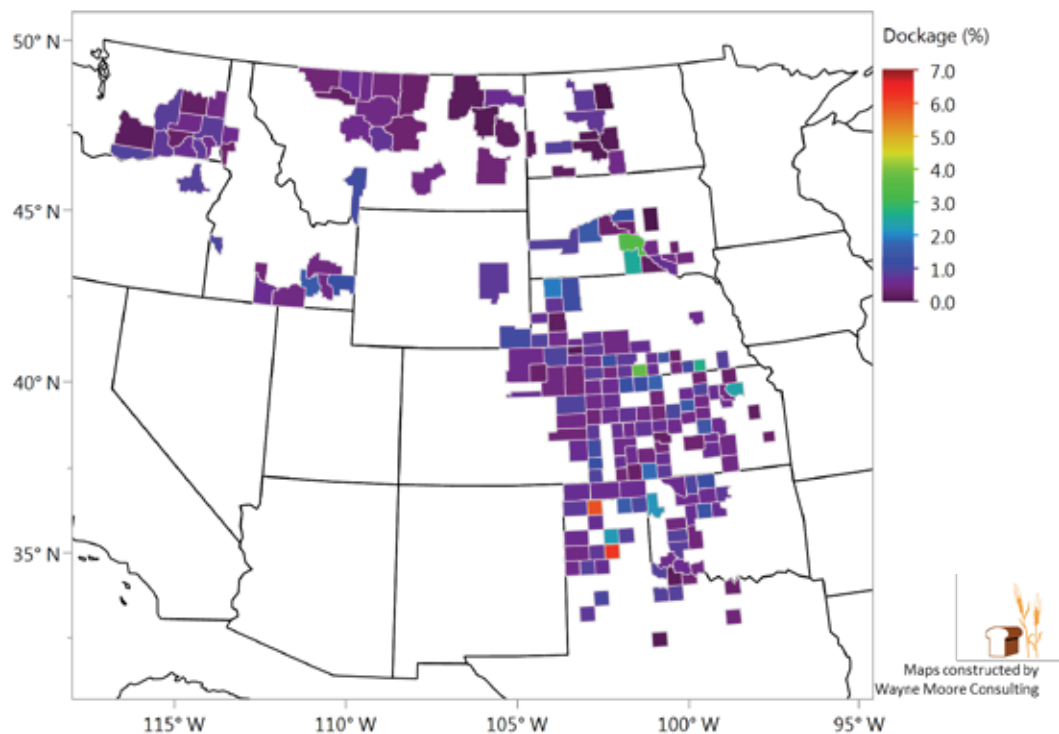 50° N
45° N
40° N
35° N
115° W
110° W
105° W
100° W
95° W
Dockage (%)
7.0
6.0
5.0
4.0
3.0
2.0
1.0
0.0
Maps constructed by
Wayne Moore Consulting